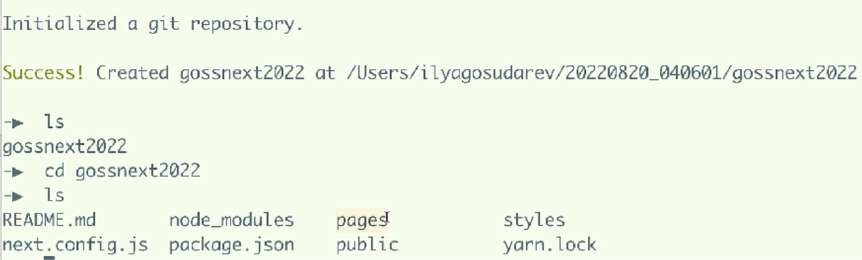 Initialized a git repository.
Success! Created gossnext2022 at /Users/ilyagosudarev/20220820_040601/gossnext2022
-▶ ls
gossnext2022
-▶ cd gossnext2022
-▶ ls
README.md node_modules pages styles
next.config.js package.json public yarn.lock